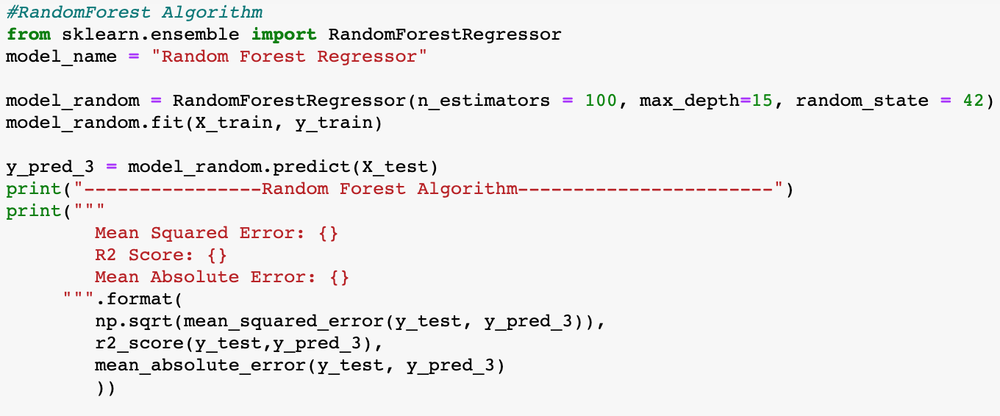 #RandomForest Algorithm
from sklearn.ensemble import RandomForestRegressor
model_name = "Random Forest Regressor"

model_random = RandomForestRegressor(n_estimators = 100, max_depth=15, random_state = 42)
model_random.fit(X_train, y_train)

y_pred_3 = model_random.predict(X_test)
print("----------------Random Forest Algorithm-----------------------")
print("""
        Mean Squared Error: {}
        R2 Score: {}
        Mean Absolute Error: {}
     """.format(
        np.sqrt(mean_squared_error(y_test, y_pred_3)),
        r2_score(y_test,y_pred_3),
        mean_absolute_error(y_test, y_pred_3)
        ))